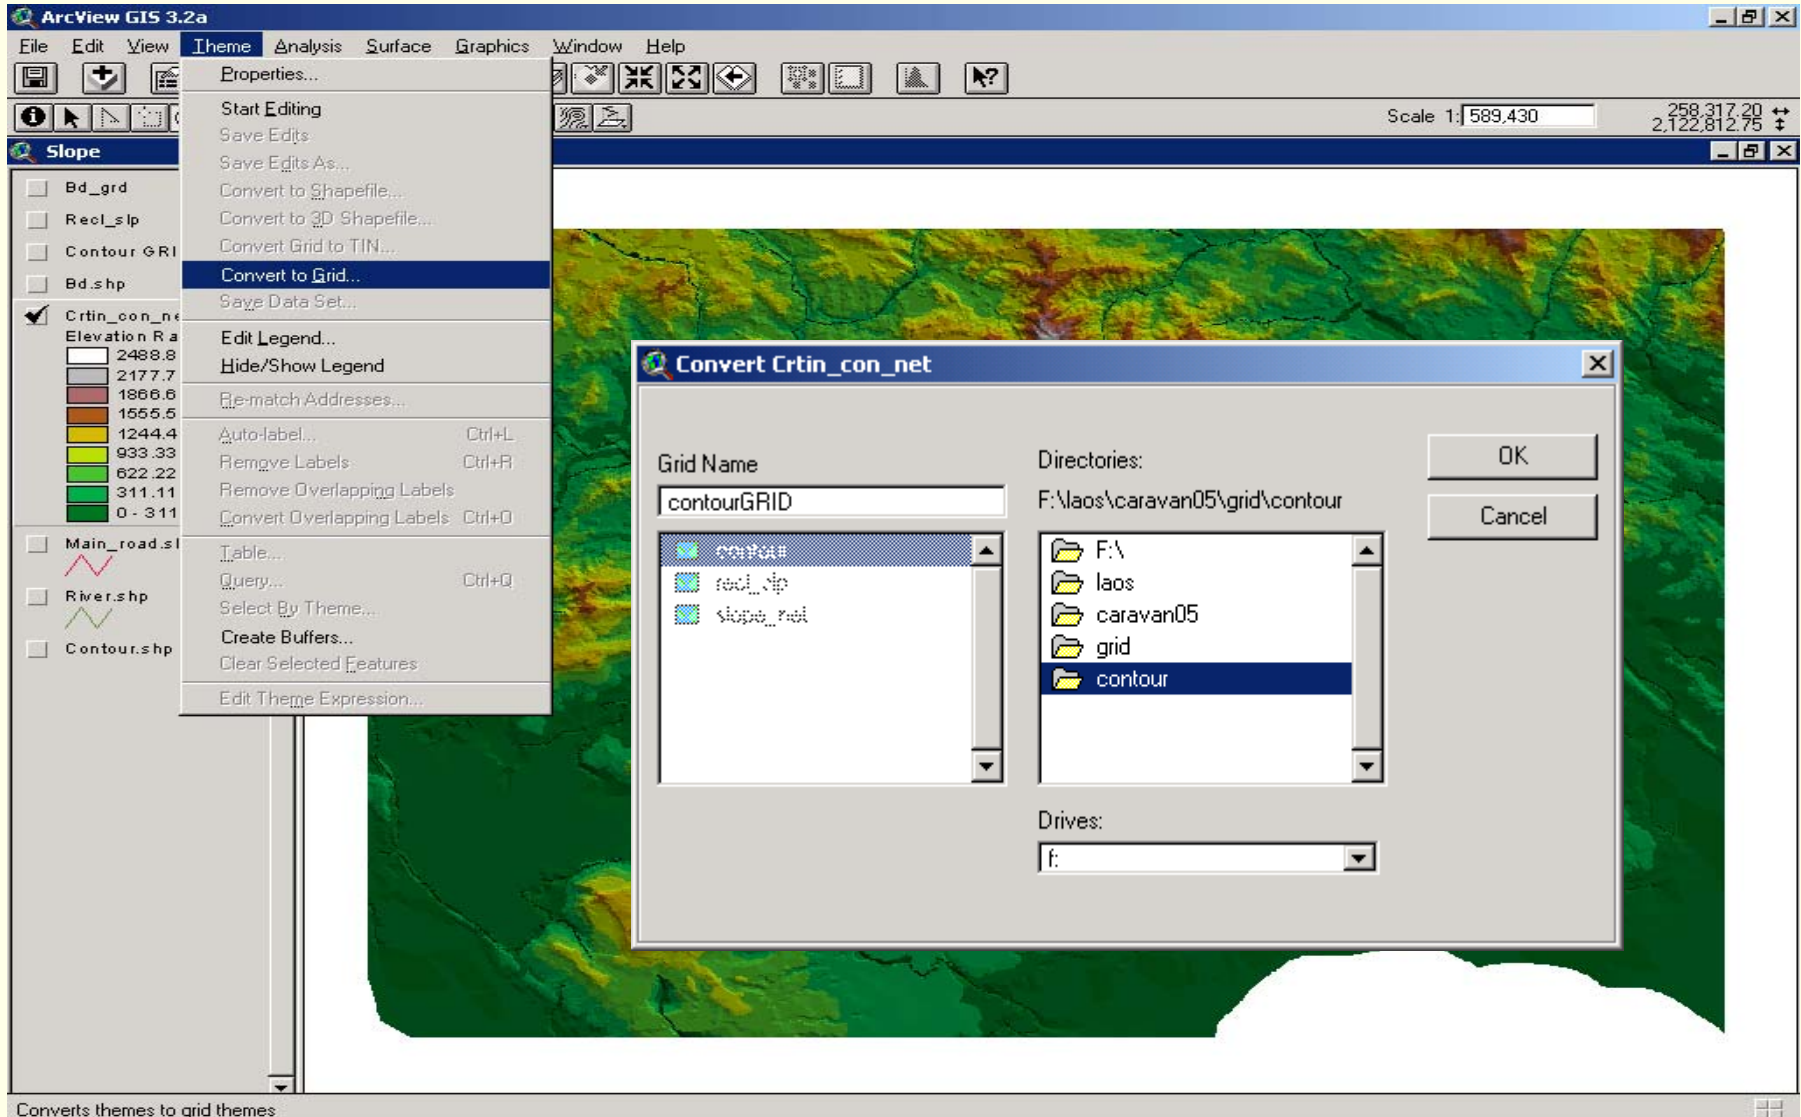 ArcView GIS 3.2a
File Edit View Theme Analysis Surface Graphics Window Help
Scale 1: 589,430
258,317.20
2,122,812.75
Slope
Properties...
Start Editing
Save Edits
Save Edits As...
Convert to Shapefile...
Convert to 3D Shapefile...
Convert Grid to TIN...
Convert to Grid...
Save Data Set...
Edit Legend...
Hide/Show Legend
Re-match Addresses...
Auto-label... Ctrl+L
Remove Labels Ctrl+R
Remove Overlapping Labels
Convert Overlapping Labels Ctrl+O
Table...
Query... Ctrl+Q
Select By Theme...
Create Buffers...
Clear Selected Features
Edit Theme Expression...
Bd_grd
Recl_slp
Contour GRI
Bd.shp
Crtin_con_ne
Elevation Ra
2488.8
2177.7
1866.6
1555.5
1244.4
933.33
622.22
311.11
0 - 311
Main_road.sl
River.shp
Contour.shp
Convert Crtin_con_net
Grid Name
contourGRID
contour
recl_slp
slope_net
Directories:
F:\laos\caravan05\grid\contour
F:\
laos
caravan05
grid
contour
Drives:
f:
OK
Cancel
Converts themes to grid themes